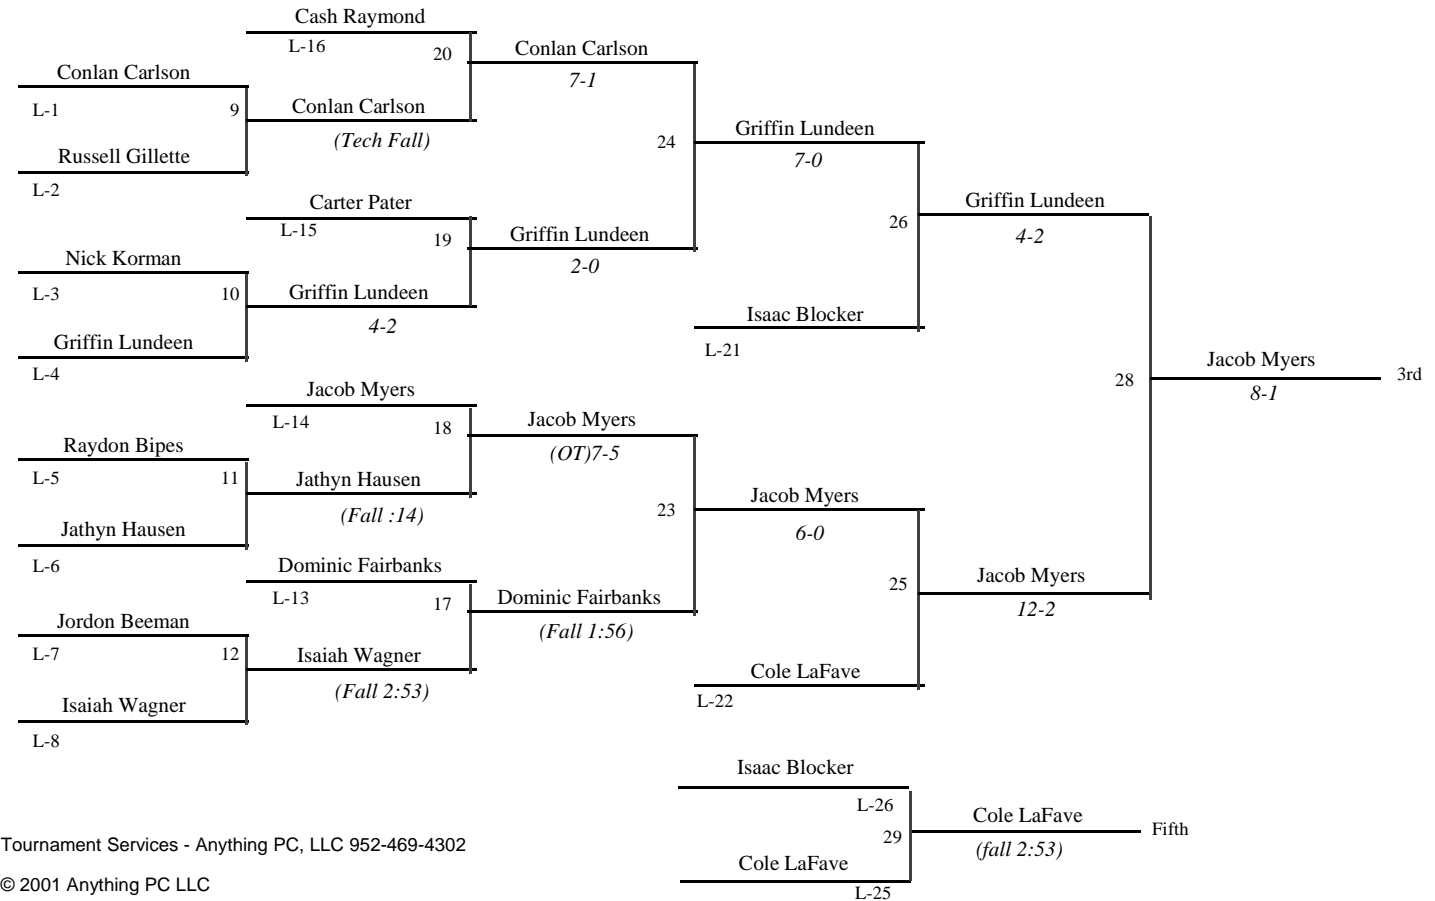 Cash Raymond
L-16
20
Conlan Carlson
7-1
Conlan Carlson
L-1
9
Conlan Carlson
(Tech Fall)
Russell Gillette
L-2
24
Griffin Lundeen
7-0
Carter Pater
L-15
19
Griffin Lundeen
2-0
26
Griffin Lundeen
4-2
Nick Korman
L-3
10
Griffin Lundeen
4-2
Griffin Lundeen
L-4
Isaac Blocker
L-21
28
Jacob Myers
8-1
3rd
Jacob Myers
L-14
18
Jacob Myers
(OT)7-5
Raydon Bipes
L-5
11
Jathyn Hausen
(Fall :14)
Jathyn Hausen
L-6
23
Jacob Myers
6-0
Dominic Fairbanks
L-13
17
Dominic Fairbanks
(Fall 1:56)
25
Jacob Myers
12-2
Jordon Beeman
L-7
12
Isaiah Wagner
(Fall 2:53)
Isaiah Wagner
L-8
Cole LaFave
L-22
Isaac Blocker
L-26
29
Cole LaFave
(fall 2:53)
Fifth
Cole LaFave
L-25
Tournament Services - Anything PC, LLC 952-469-4302
© 2001 Anything PC LLC